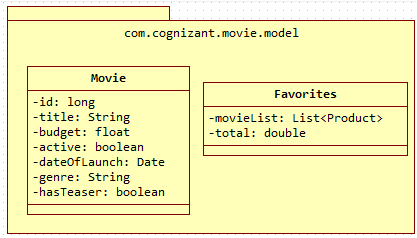 com.cognizant.movie.model
Movie
-id: long
-title: String
-budget: float
-active: boolean
-dateOfLaunch: Date
-genre: String
-hasTeaser: boolean
Favorites
-movieList: List<Product>
-total: double